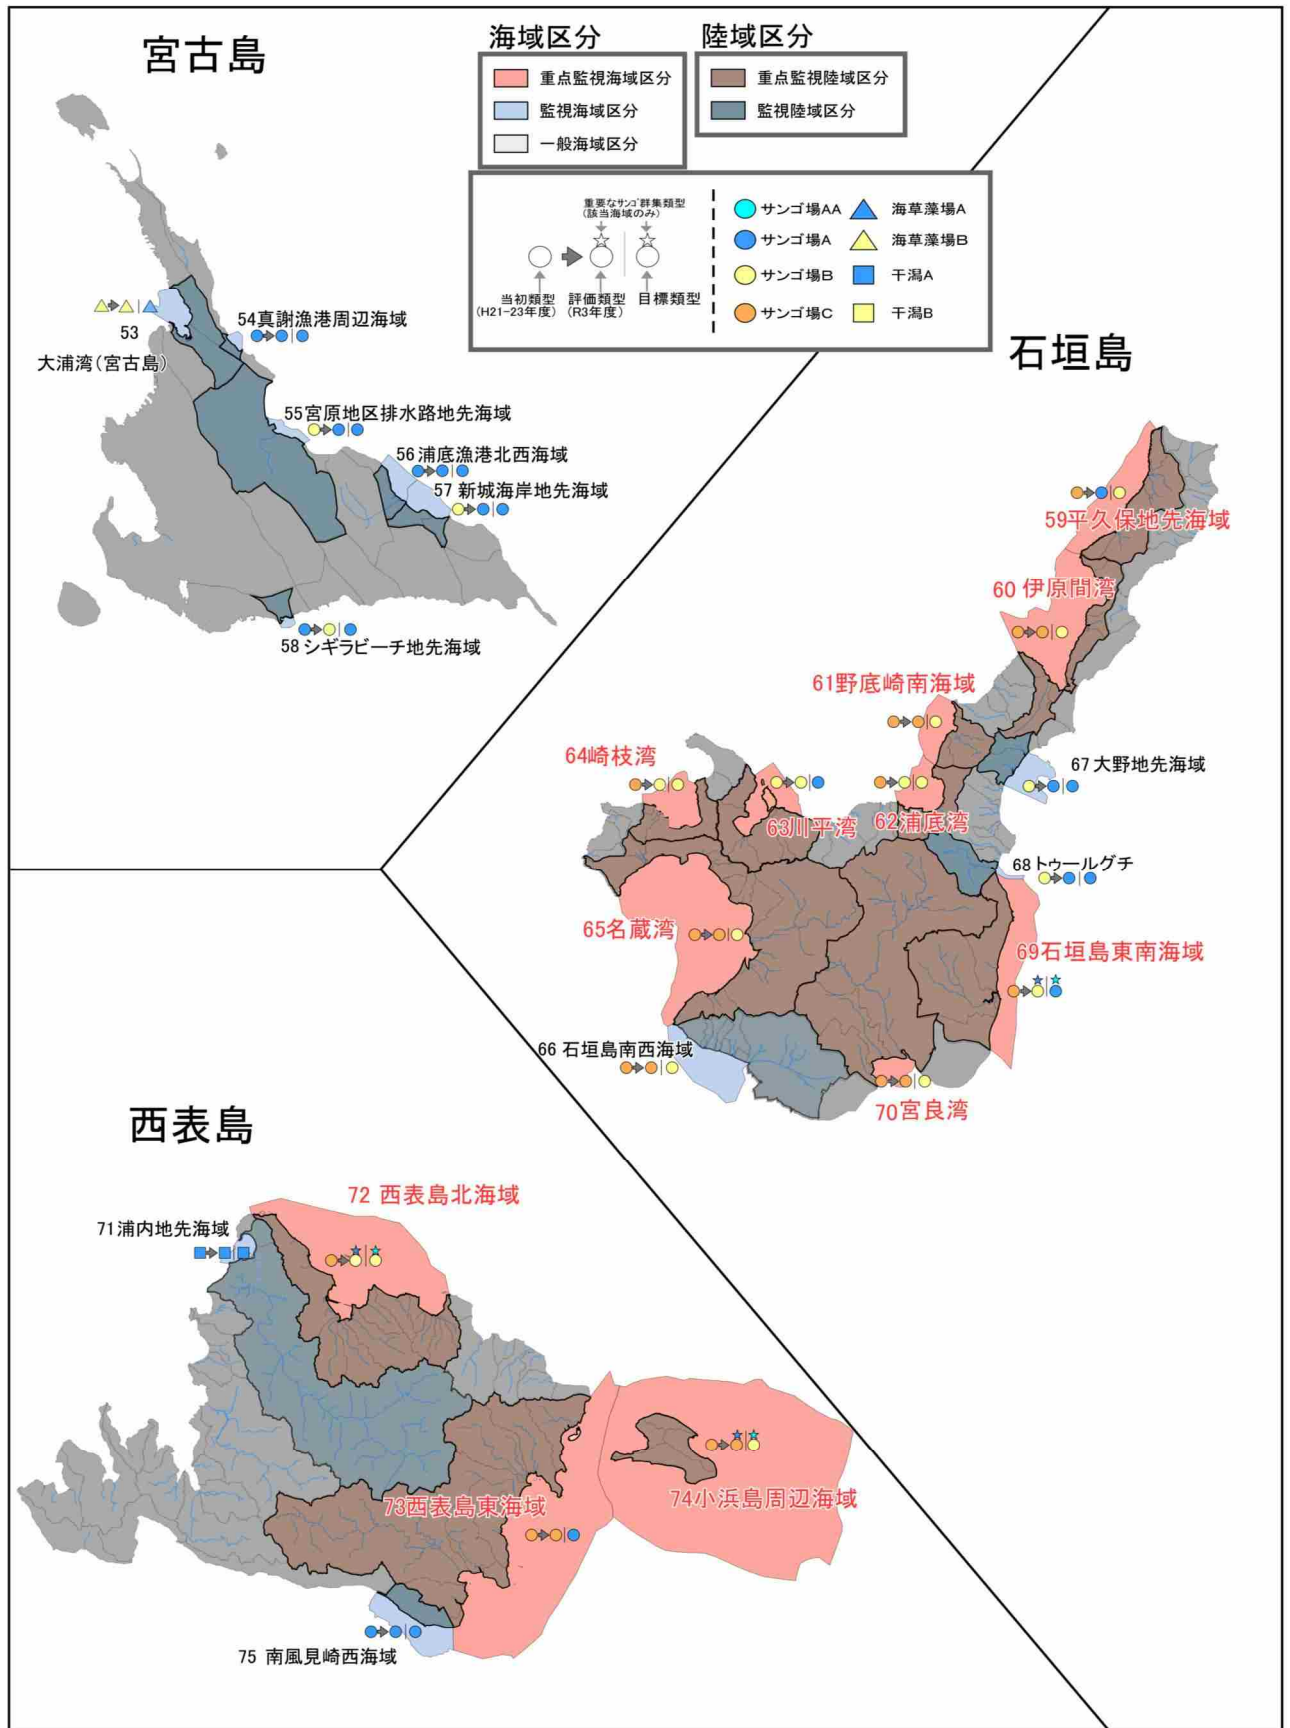 宮古島
海域区分
重点監視海域区分
監視海域区分
一般海域区分
陸域区分
重点監視陸域区分
監視陸域区分
重要なサンゴ群集類型
(該当海域のみ)
当初類型
(H21-23年度)
評価類型
(R3年度)
目標類型
サンゴ場AA
海草藻場A
サンゴ場A
海草藻場B
サンゴ場B
干潟A
サンゴ場C
干潟B
53
大浦湾(宮古島)
54真謝漁港周辺海域
55宮原地区排水路地先海域
56浦底漁港北西海域
57 新城海岸地先海域
58 シギラビーチ地先海域
石垣島
59平久保地先海域
60 伊原間湾
61野底崎南海域
64崎枝湾
67大野地先海域
63川平湾
62浦底湾
68トゥールグチ
65名蔵湾
69石垣島東南海域
66 石垣島南西海域
70宮良湾
西表島
72 西表島北海域
71浦内地先海域
73西表島東海域
74小浜島周辺海域
75 南風見崎西海域